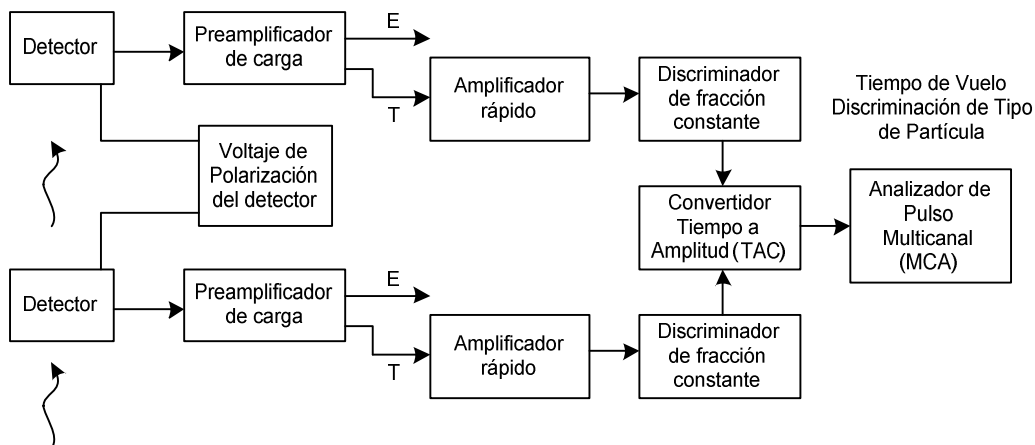 Detector
Preamplificador
de carga
E
T
Amplificador
rápido
Discriminador
de fracción
constante
Tiempo de Vuelo
Discriminación de Tipo
de Partícula
Voltaje de
Polarización
del detector
Convertidor
Tiempo a
Amplitud (TAC)
Analizador de
Pulso
Multicanal
(MCA)
Detector
Preamplificador
de carga
E
T
Amplificador
rápido
Discriminador
de fracción
constante